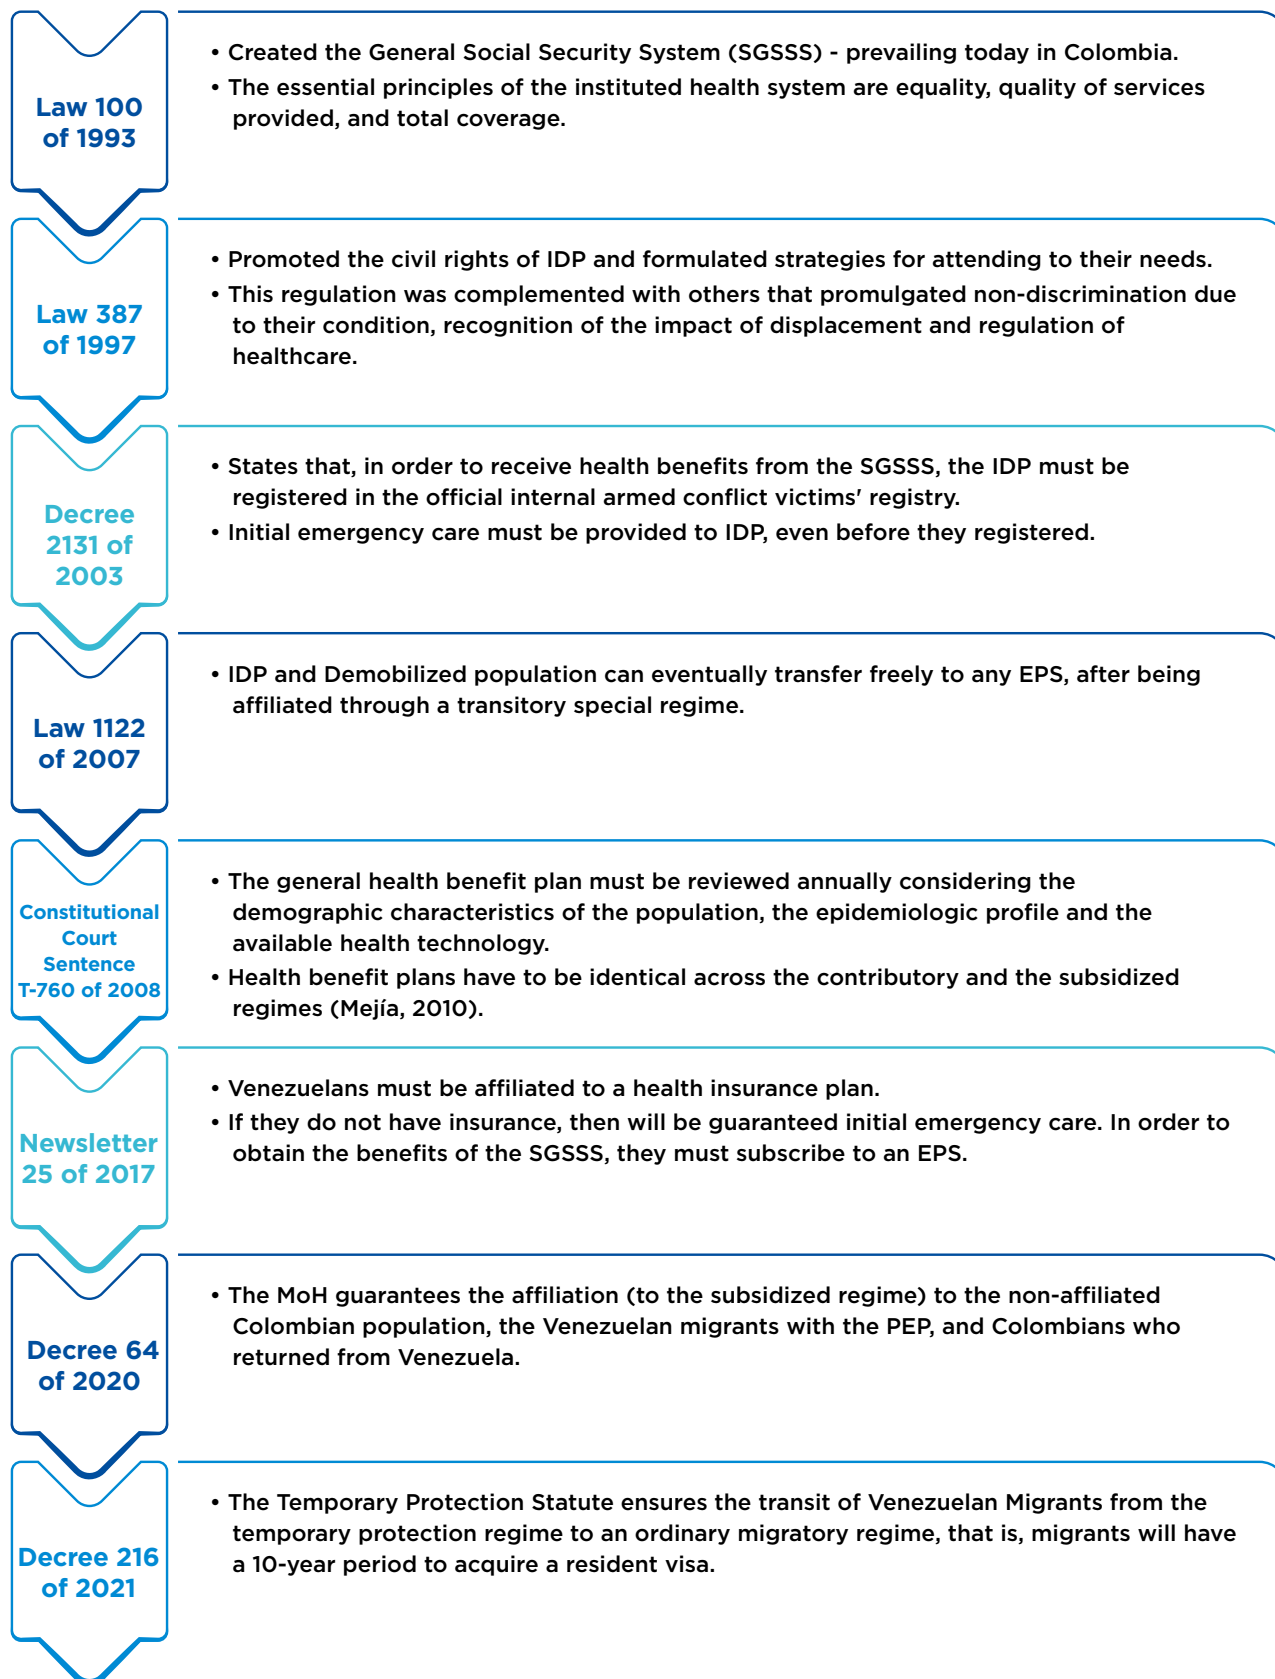 Law 100
of 1993
• Created the General Social Security System (SGSSS) - prevailing today in Colombia.
• The essential principles of the instituted health system are equality, quality of services
provided, and total coverage.
Law 387
of 1997
• Promoted the civil rights of IDP and formulated strategies for attending to their needs.
• This regulation was complemented with others that promulgated non-discrimination due
to their condition, recognition of the impact of displacement and regulation of
healthcare.
Decree
2131 of
2003
• States that, in order to receive health benefits from the SGSSS, the IDP must be
registered in the official internal armed conflict victims' registry.
• Initial emergency care must be provided to IDP, even before they registered.
Law 1122
of 2007
• IDP and Demobilized population can eventually transfer freely to any EPS, after being
affiliated through a transitory special regime.
Constitutional
Court
Sentence
T-760 of 2008
• The general health benefit plan must be reviewed annually considering the
demographic characteristics of the population, the epidemiologic profile and the
available health technology.
• Health benefit plans have to be identical across the contributory and the subsidized
regimes (Mejía, 2010).
Newsletter
25 of 2017
• Venezuelans must be affiliated to a health insurance plan.
• If they do not have insurance, then will be guaranteed initial emergency care. In order to
obtain the benefits of the SGSSS, they must subscribe to an EPS.
Decree 64
of 2020
• The MoH guarantees the affiliation (to the subsidized regime) to the non-affiliated
Colombian population, the Venezuelan migrants with the PEP, and Colombians who
returned from Venezuela.
Decree 216
of 2021
• The Temporary Protection Statute ensures the transit of Venezuelan Migrants from the
temporary protection regime to an ordinary migratory regime, that is, migrants will have
a 10-year period to acquire a resident visa.